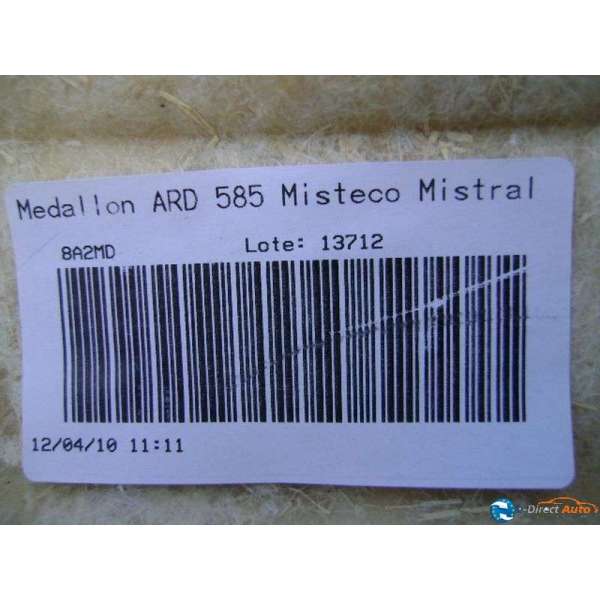 Medallon ARD 585 Misteco Mistral
8A2MD Lote: 13712
12/04/10 11:11
-Direct Auto